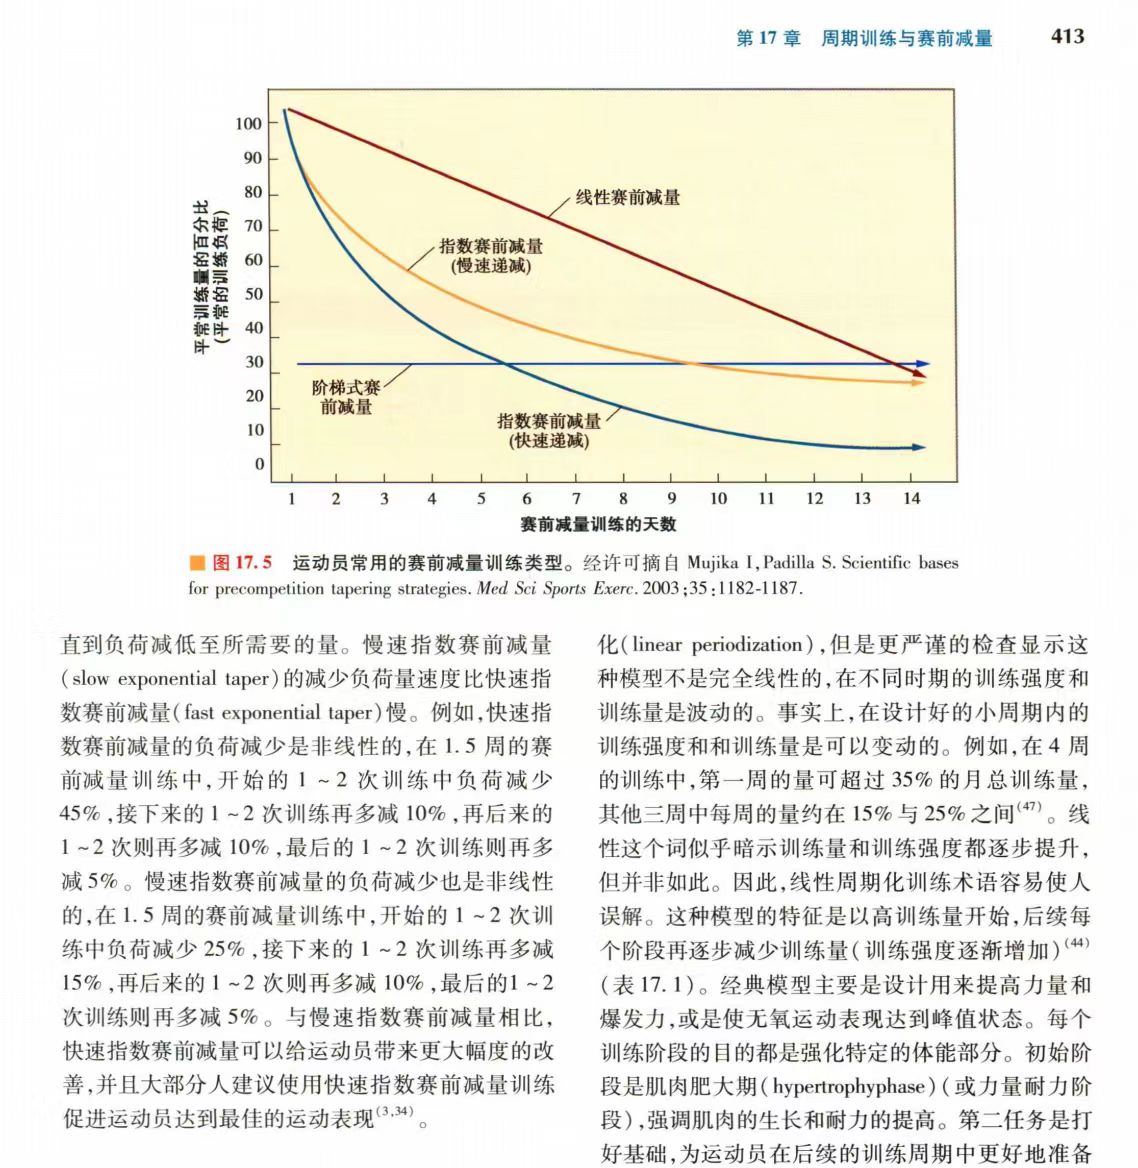 第 17 章 周期训练与赛前减量 413
100
90
80
70
60
50
40
30
20
10
0
平常训练量的百分比
(平常的训练负荷)
线性赛前减量
指数赛前减量
(慢速递减)
阶梯式赛
前减量
指数赛前减量
(快速递减)
1 2 3 4 5 6 7 8 9 10 11 12 13 14
赛前减量训练的天数
图 17.5 运动员常用的赛前减量训练类型。经许可摘自 Mujika I,Padilla S. Scientific bases
for precompetition tapering strategies. Med Sci Sports Exerc. 2003;35:1182-1187.
直到负荷减低至所需要的量。慢速指数赛前减量
(slow exponential taper)的减少负荷量速度比快速指
数赛前减量(fast exponential taper)慢。例如,快速指
数赛前减量的负荷减少是非线性的,在 1.5 周的赛
前减量训练中,开始的 1 ~ 2 次训练中负荷减少
45%,接下来的 1 ~ 2 次训练再多减 10%,再后来的
1 ~ 2 次则再多减 10%,最后的 1 ~ 2 次训练则再多
减 5%。慢速指数赛前减量的负荷减少也是非线性
的,在 1.5 周的赛前减量训练中,开始的 1 ~ 2 次训
练中负荷减少 25%,接下来的 1 ~ 2 次训练再多减
15%,再后来的 1 ~ 2 次则再多减 10%,最后的1 ~ 2
次训练则再多减 5%。与慢速指数赛前减量相比,
快速指数赛前减量可以给运动员带来更大幅度的改
善,并且大部分人建议使用快速指数赛前减量训练
促进运动员达到最佳的运动表现(3,34)。
化(linear periodization),但是更严谨的检查显示这
种模型不是完全线性的,在不同时期的训练强度和
训练量是波动的。事实上,在设计好的小周期内的
训练强度和和训练量是可以变动的。例如,在 4 周
的训练中,第一周的量可超过 35% 的月总训练量,
其他三周中每周的量约在 15% 与 25% 之间(47)。线
性这个词似乎暗示训练量和训练强度都逐步提升,
但并非如此。因此,线性周期化训练术语容易使人
误解。这种模型的特征是以高训练量开始,后续每
个阶段再逐步减少训练量(训练强度逐渐增加)(44)
(表 17.1)。经典模型主要是设计用来提高力量和
爆发力,或是使无氧运动表现达到峰值状态。每个
训练阶段的目的都是强化特定的体能部分。初始阶
段是肌肉肥大期(hypertrophyphase)(或力量耐力阶
段),强调肌肉的生长和耐力的提高。第二任务是打
好基础,为运动员在后续的训练周期中更好地准备